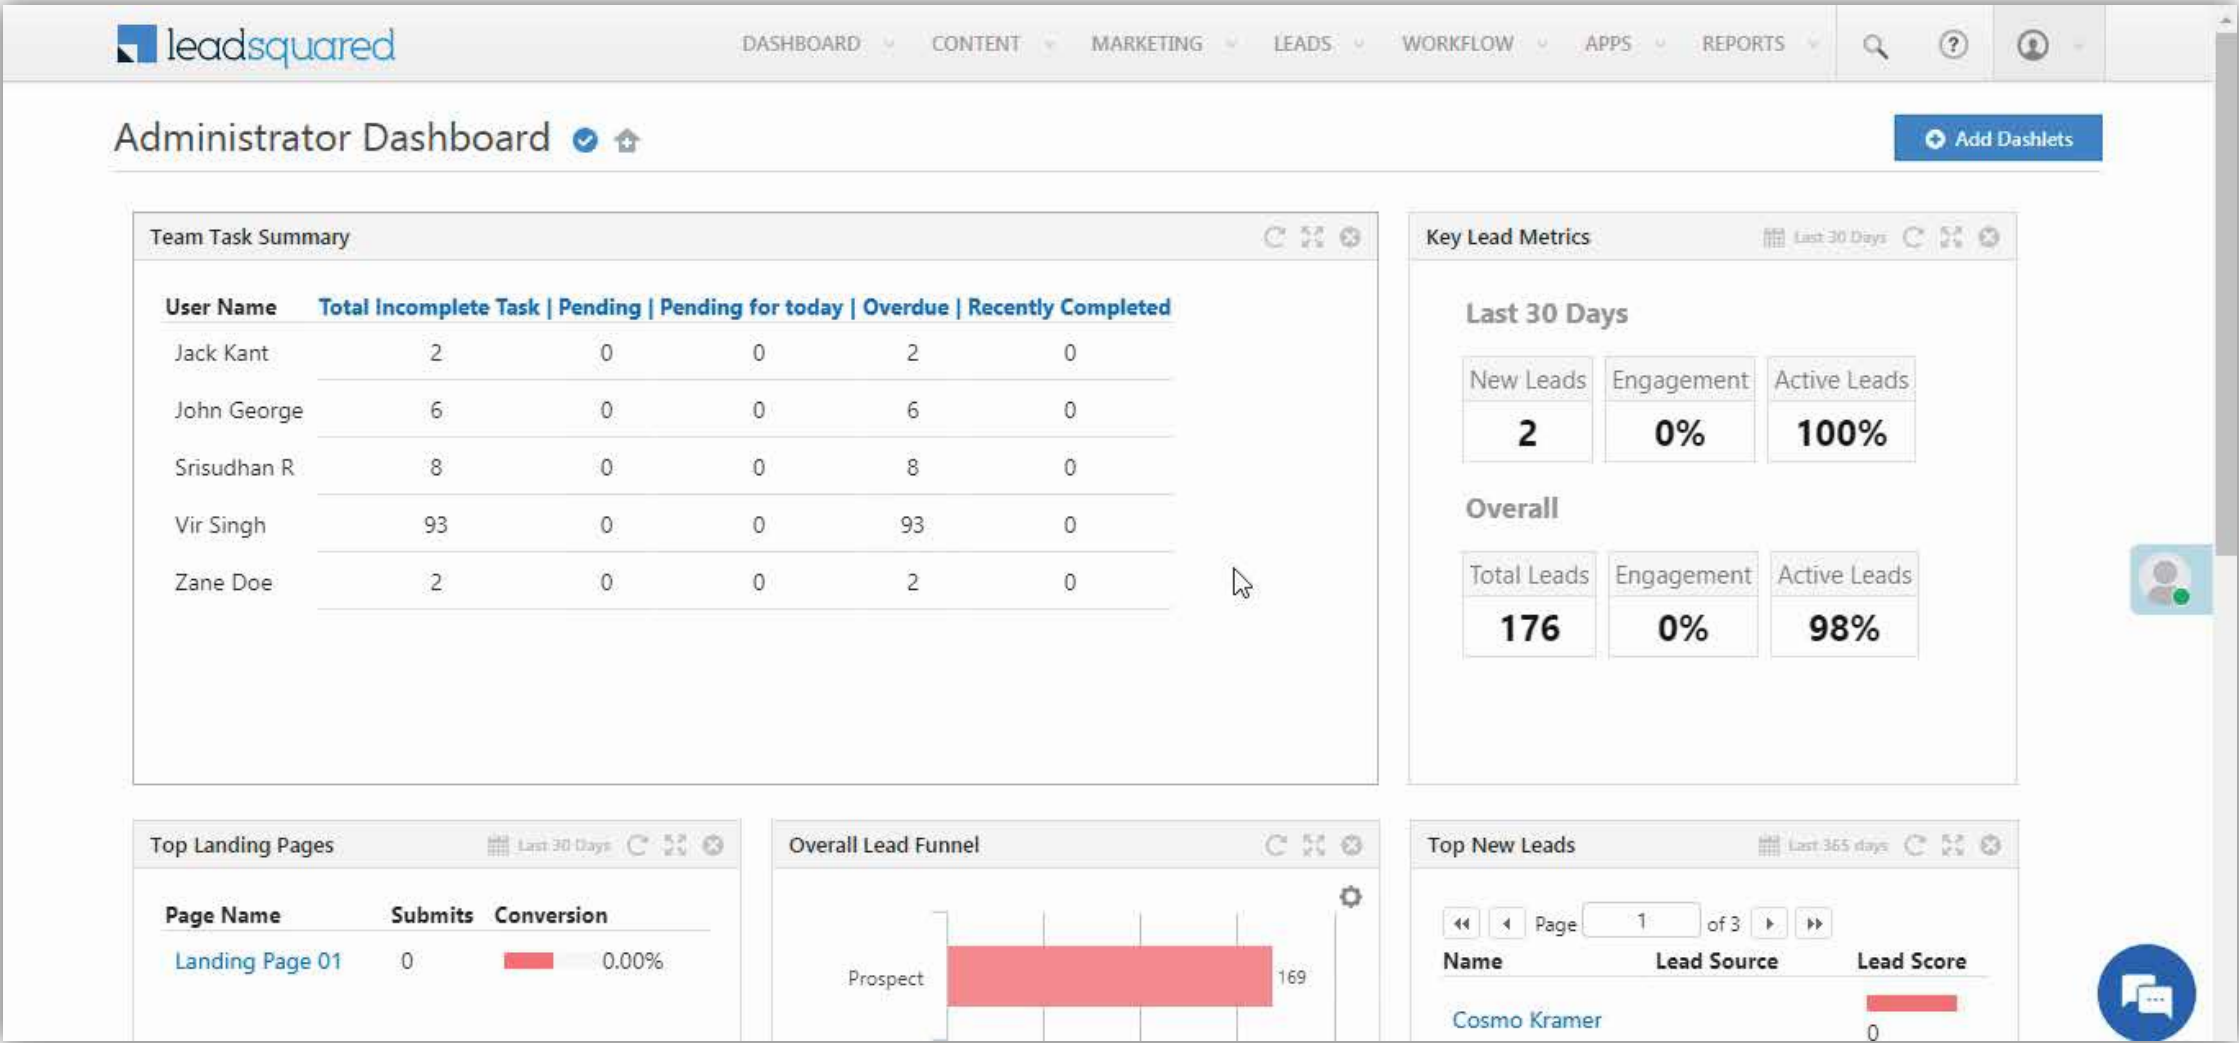 leadsquared
DASHBOARD CONTENT MARKETING LEADS WORKFLOW APPS REPORTS
Administrator Dashboard
Add Dashlets
Team Task Summary
User Name Total Incomplete Task | Pending | Pending for today | Overdue | Recently Completed
Jack Kant 2 0 0 2 0
John George 6 0 0 6 0
Srisudhan R 8 0 0 8 0
Vir Singh 93 0 0 93 0
Zane Doe 2 0 0 2 0
Key Lead Metrics Last 30 Days
Last 30 Days
New Leads Engagement Active Leads
2 0% 100%
Overall
Total Leads Engagement Active Leads
176 0% 98%
Top Landing Pages Last 30 Days
Page Name Submits Conversion
Landing Page 01 0 0.00%
Overall Lead Funnel
Prospect 169
Top New Leads Last 365 days
Page 1 of 3
Name Lead Source Lead Score
Cosmo Kramer
0